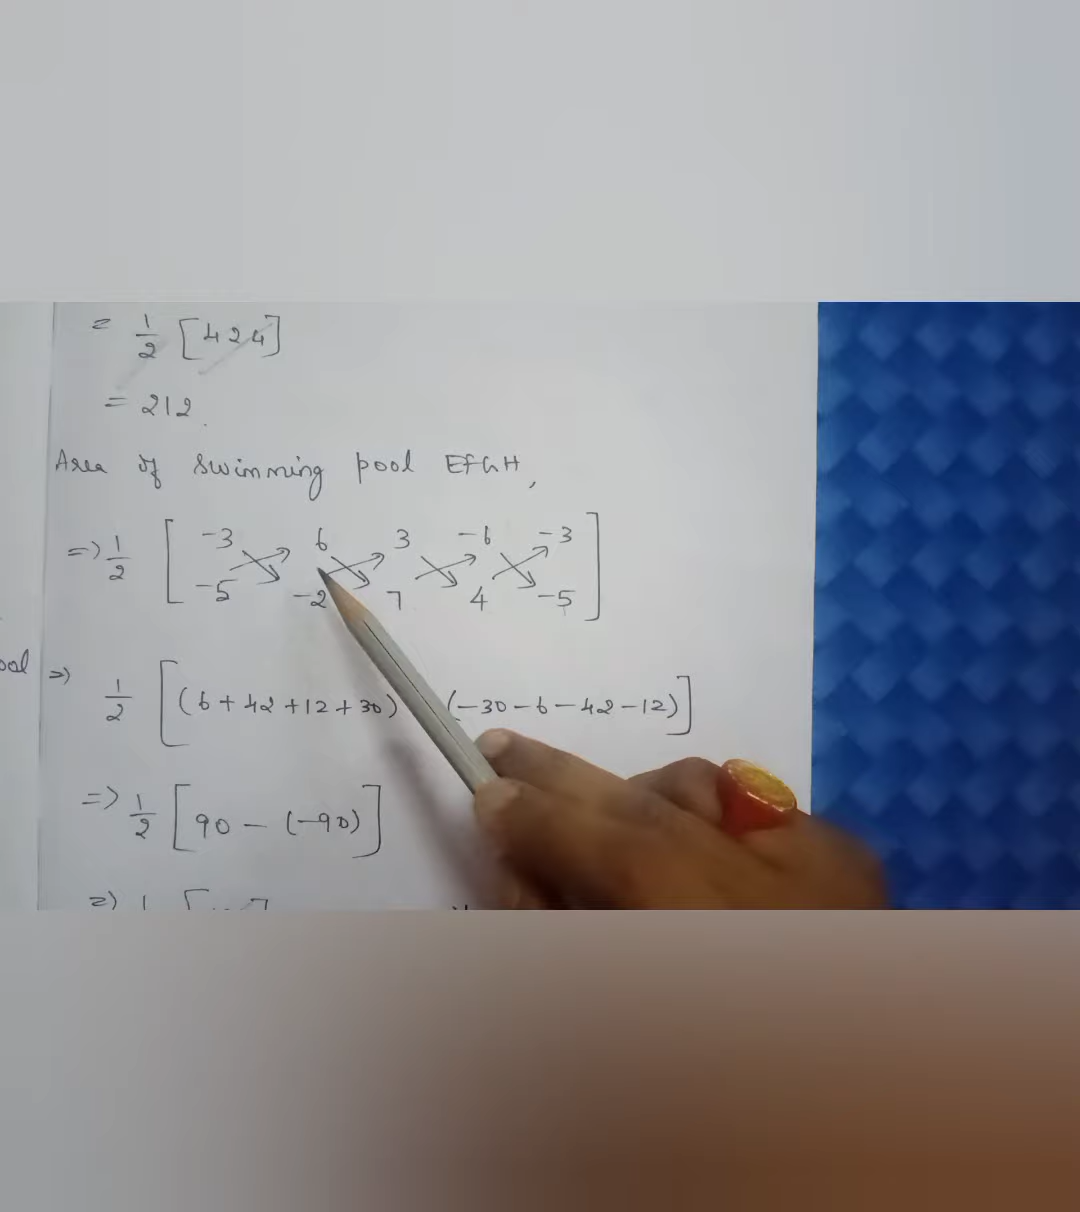 = 1/2 [424]
= 212.
Area of swimming pool EFGH,
=> 1/2 [ -3 6 3 -6 -3
-5 -2 7 4 -5 ]
=> 1/2 [(6+42+12+30) (-30-6-42-12)]
=> 1/2 [90-(-90)]